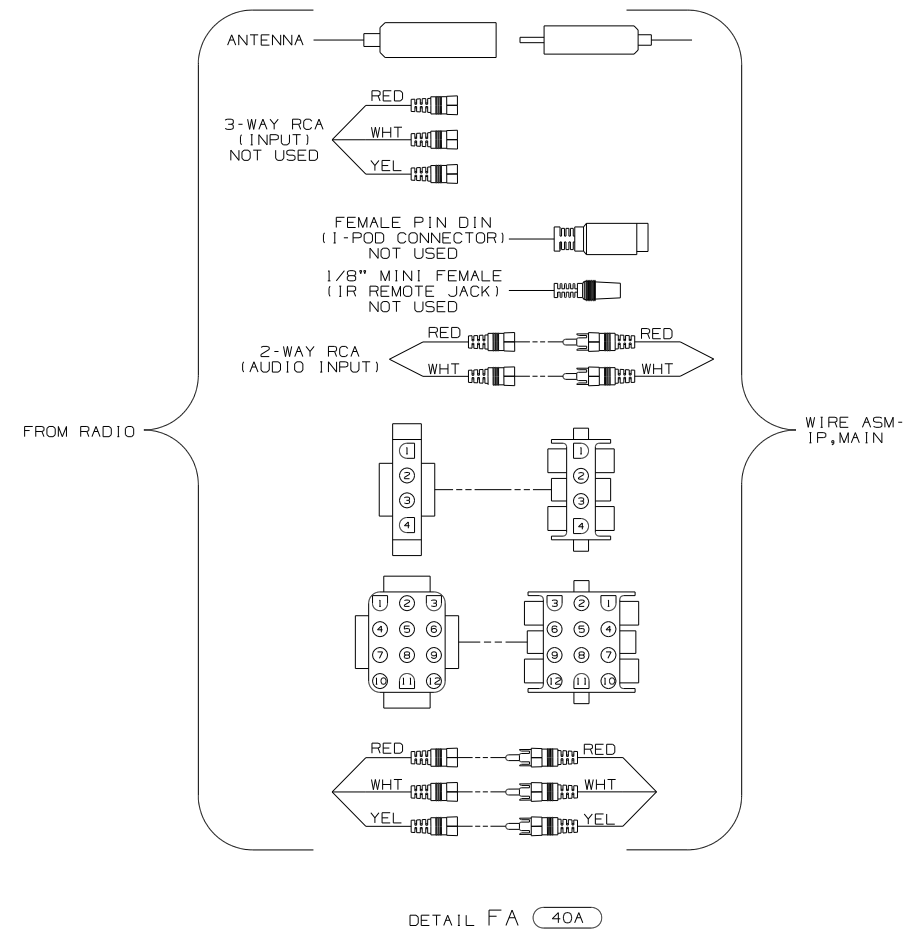 ANTENNA
RED
3-WAY RCA
(INPUT)
NOT USED
WHT
YEL
FEMALE PIN DIN
(I-POD CONNECTOR)
NOT USED
1/8" MINI FEMALE
(IR REMOTE JACK)
NOT USED
RED
RED
2-WAY RCA
(AUDIO INPUT)
WHT
WHT
FROM RADIO
WIRE ASM-
IP,MAIN
1
2
3
4
1
2
3
4
1 2 3
4 5 6
7 8 9
10 11 12
3 2 1
6 5 4
9 8 7
12 11 10
RED
RED
WHT
WHT
YEL
YEL
DETAIL FA 40A